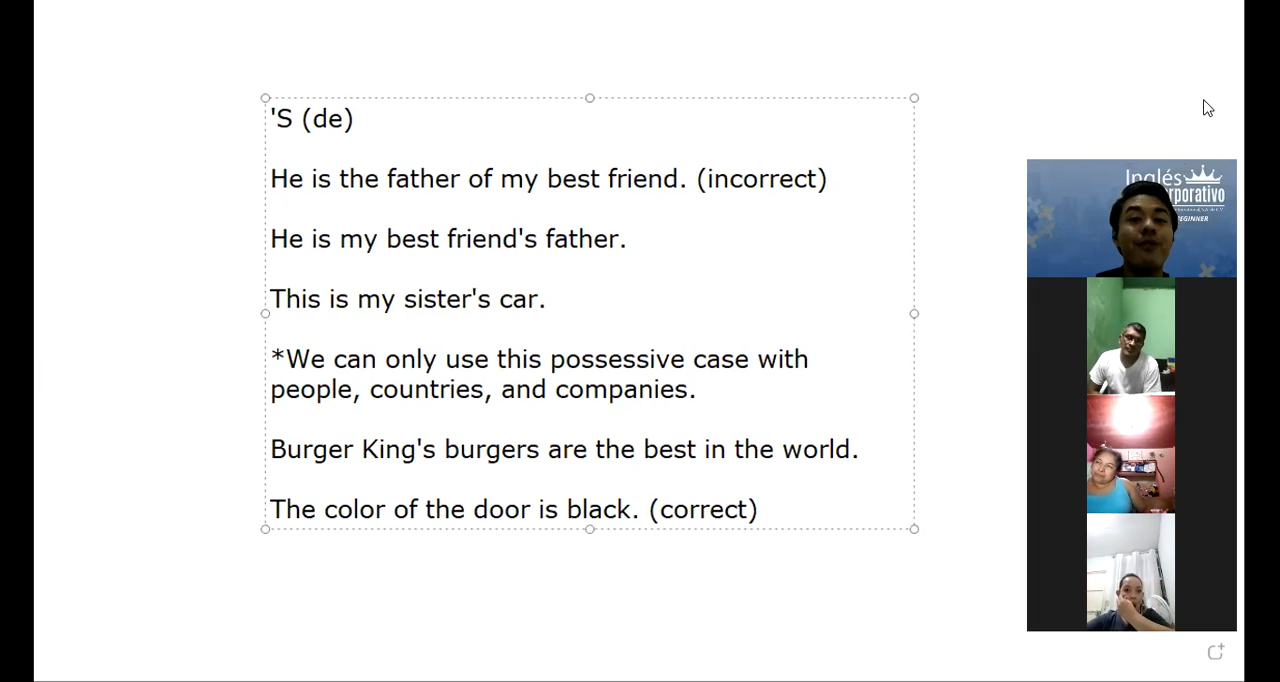 'S (de)
He is the father of my best friend. (incorrect)
He is my best friend's father.
This is my sister's car.
*We can only use this possessive case with
people, countries, and companies.
Burger King's burgers are the best in the world.
The color of the door is black. (correct)
Inglés